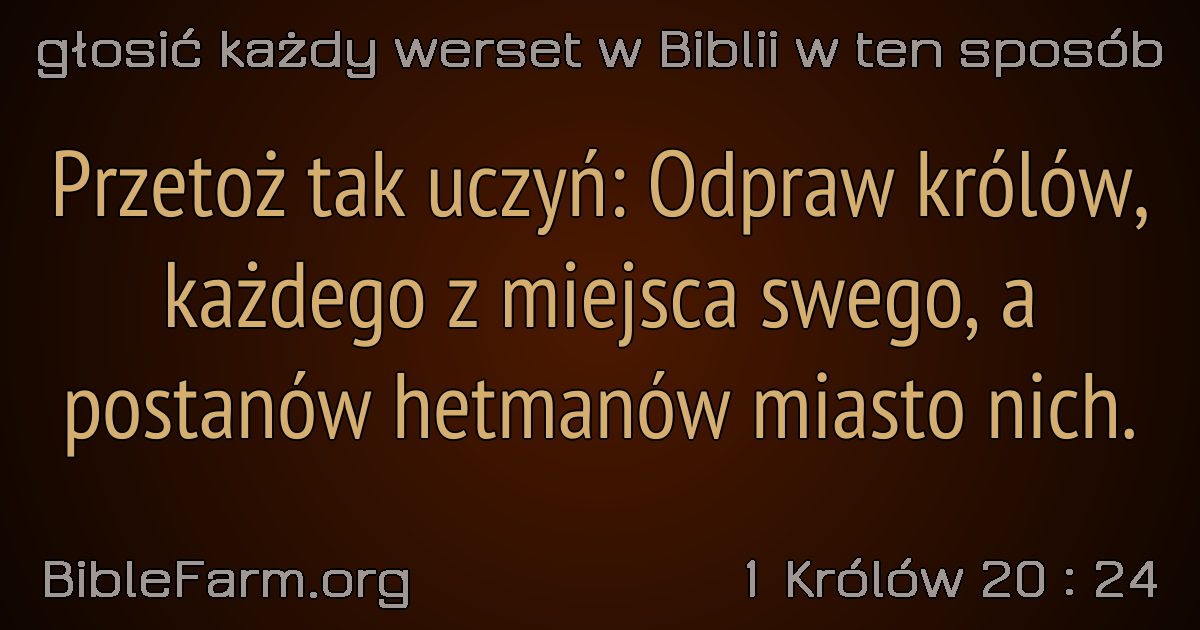 głosić każdy werset w Biblii w ten sposób
Przetoż tak uczyń: Odpraw królów,
każdego z miejsca swego, a
postanów hetmanów miasto nich.
BibleFarm.org
1 Królów 20 : 24